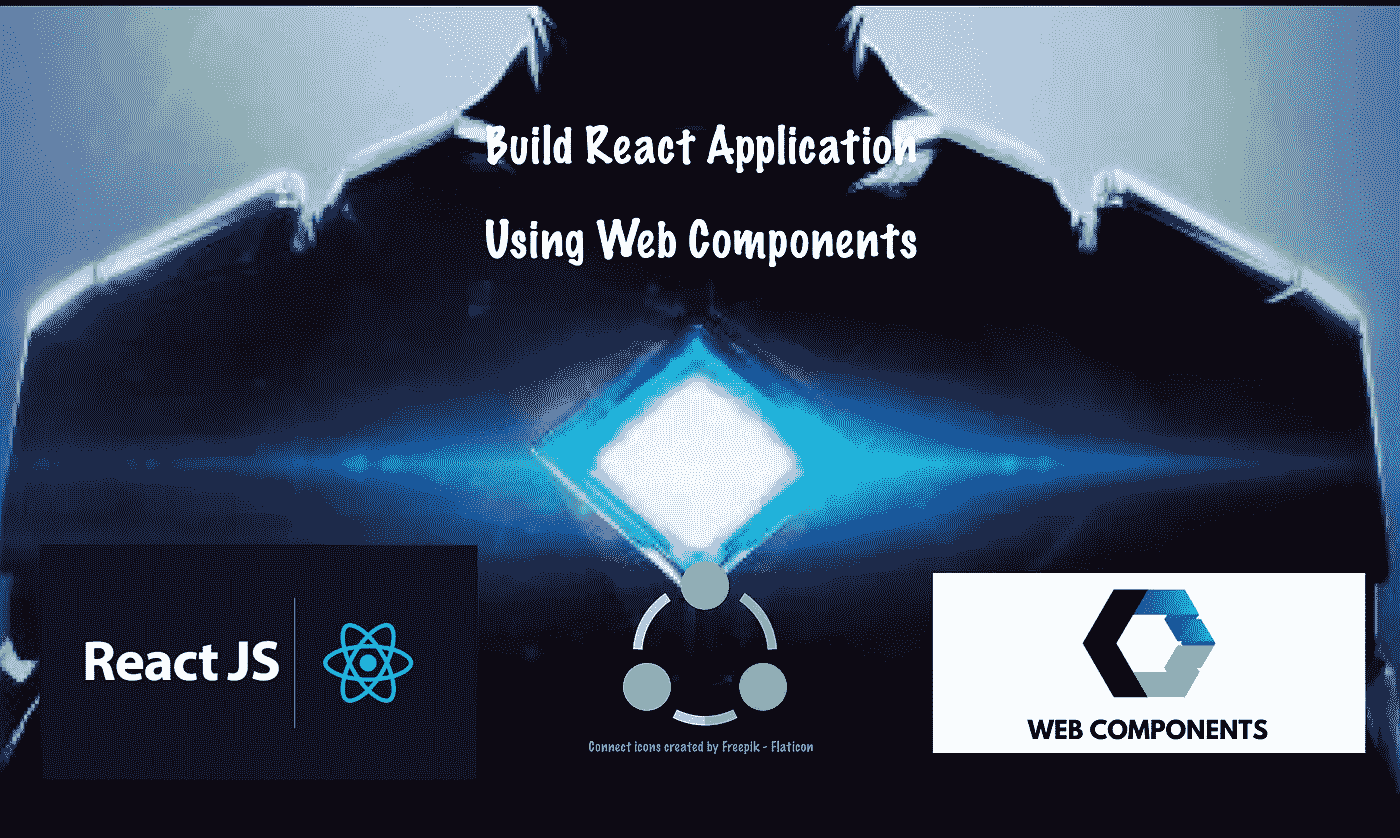 Build React Application
Using Web Components
React JS
Connect icons created by Freepik - Flaticon
WEB COMPONENTS